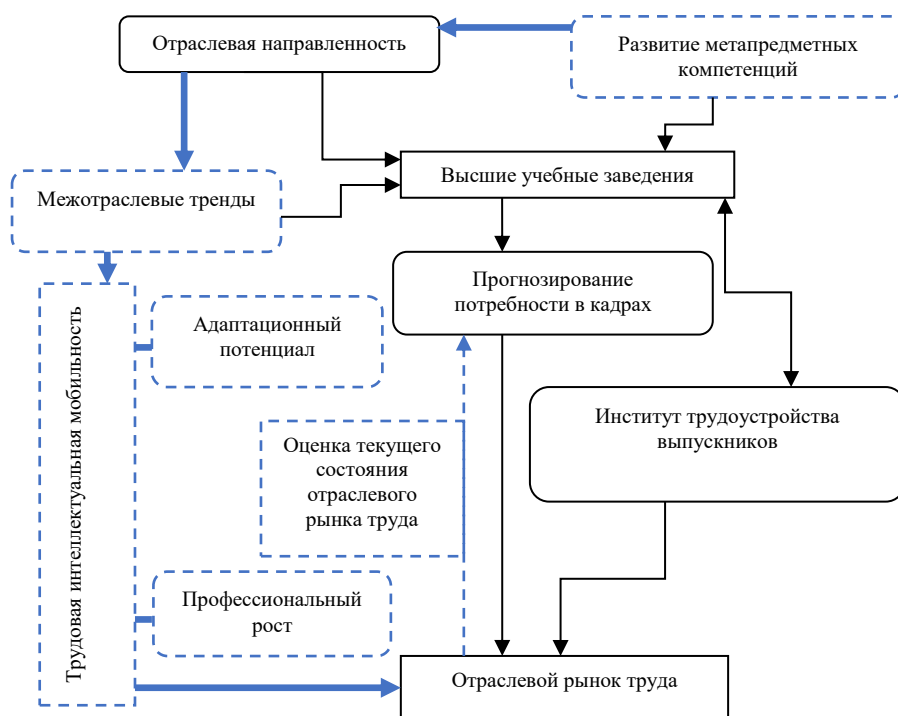 Отраслевая направленность
Развитие метапредметных
компетенций
Высшие учебные заведения
Межотраслевые тренды
Прогнозирование
потребности в кадрах
Трудовая интеллектуальная мобильность
Адаптационный
потенциал
Институт трудоустройства
выпускников
Оценка текущего
состояния
отраслевого
рынка труда
Профессиональный
рост
Отраслевой рынок труда